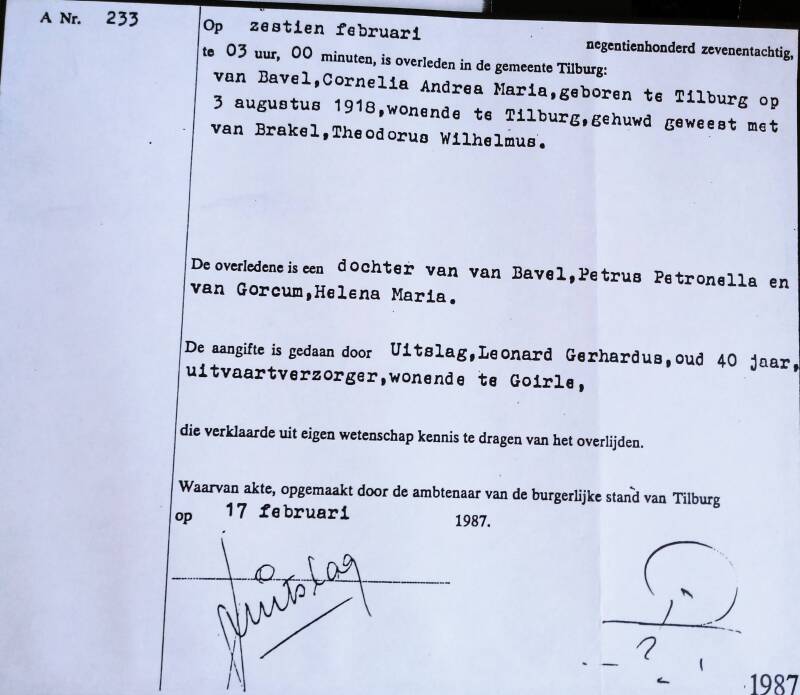 A Nr. 233
Op zestien februari negentienhonderd zevenentachtig,
te 03 uur, 00 minuten, is overleden in de gemeente Tilburg:
van Bavel,Cornelia Andrea Maria,geboren te Tilburg op
3 augustus 1918,wonende te Tilburg,gehuwd geweest met
van Brakel,Theodorus Wilhelmus.
De overledene is een dochter van van Bavel,Petrus Petronella en
van Gorcum,Helena Maria.
De aangifte is gedaan door Uitslag,Leonard Gerhardus,oud 40 jaar,
uitvaartverzorger,wonende te Goirle,
die verklaarde uit eigen wetenschap kennis te dragen van het overlijden.
Waarvan akte, opgemaakt door de ambtenaar van de burgerlijke stand van Tilburg
op 17 februari 1987.
Uitslag
1987